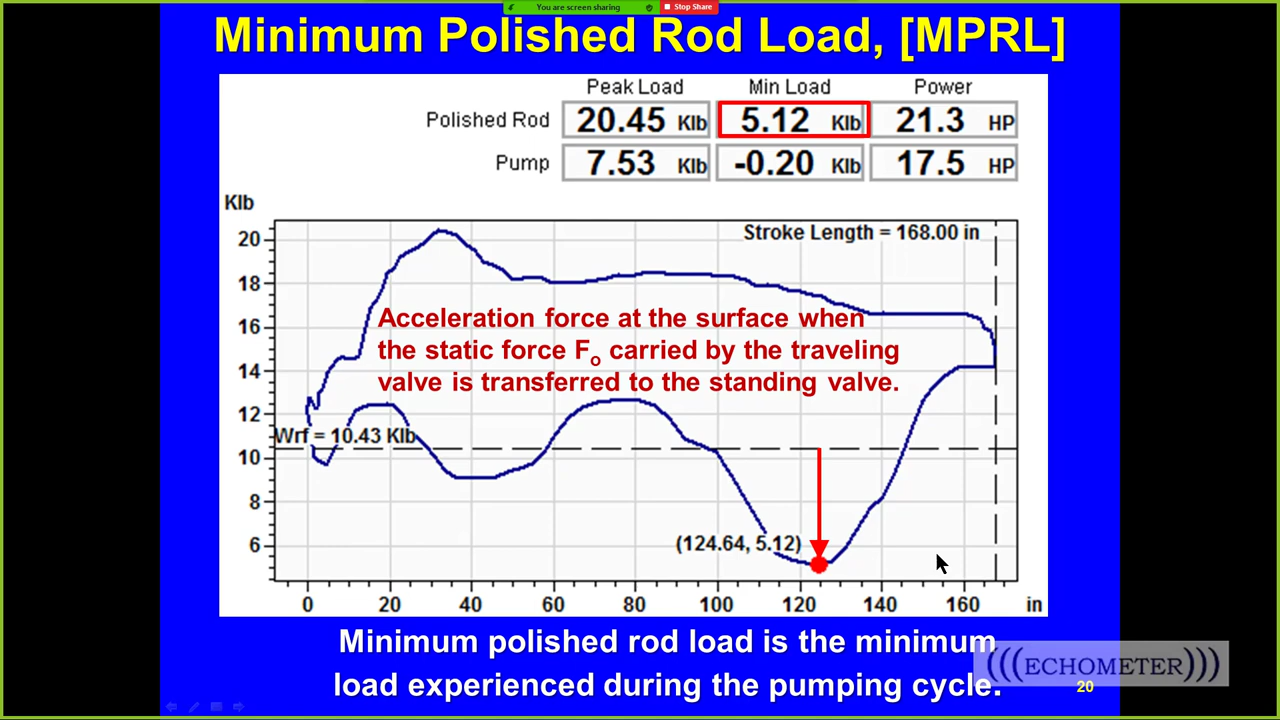 You are screen sharing
Stop Share
Minimum Polished Rod Load, [MPRL]
Peak Load Min Load Power
Polished Rod 20.45 Klb 5.12 Klb 21.3 HP
Pump 7.53 Klb -0.20 Klb 17.5 HP
Klb
Stroke Length = 168.00 in
20
18
16
14
12
10
8
6
Acceleration force at the surface when
the static force Fo carried by the traveling
valve is transferred to the standing valve.
Wrf = 10.43 Klb
(124.64, 5.12)
0 20 40 60 80 100 120 140 160 in
Minimum polished rod load is the minimum
load experienced during the pumping cycle.
(((ECHOMETER)))
20